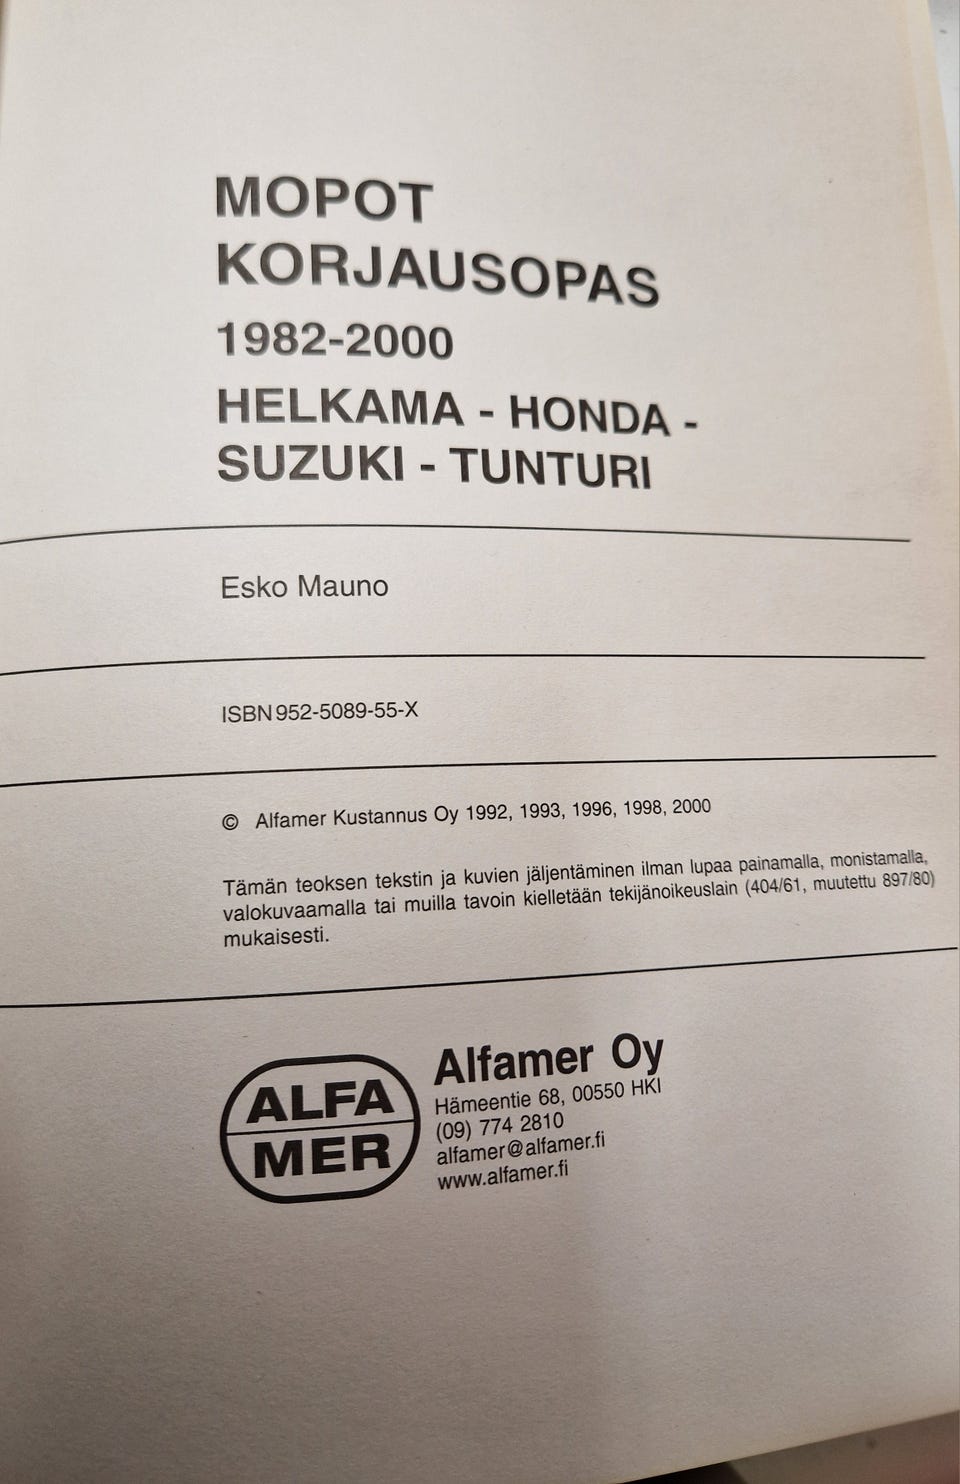 MOPOT
KORJAUSOPAS
1982-2000
HELKAMA - HONDA -
SUZUKI - TUNTURI
Esko Mauno
ISBN 952-5089-55-X
© Alfamer Kustannus Oy 1992, 1993, 1996, 1998, 2000
Tämän teoksen tekstin ja kuvien jäljentäminen ilman lupaa painamalla, monistamalla,
valokuvaamalla tai muilla tavoin kielletään tekijänoikeuslain (404/61, muutettu 897/80)
mukaisesti.
ALFA
MER
Alfamer Oy
Hämeentie 68, 00550 HKI
(09) 774 2810
alfamer@alfamer.fi
www.alfamer.fi